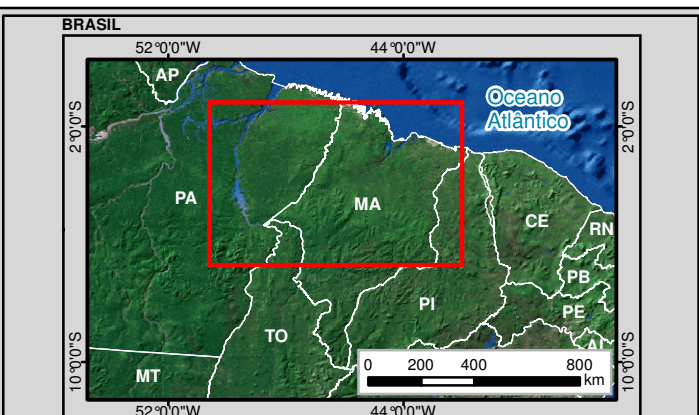 BRASIL
52°0'0"W 44°0'0"W
AP
Oceano
Atlântico
2°0'0"S 2°0'0"S
PA
MA
CE
RN
PB
PI
PE
TO
AL
MT
0 200 400 800
km
10°0'0"S 10°0'0"S
52°0'0"W 44°0'0"W